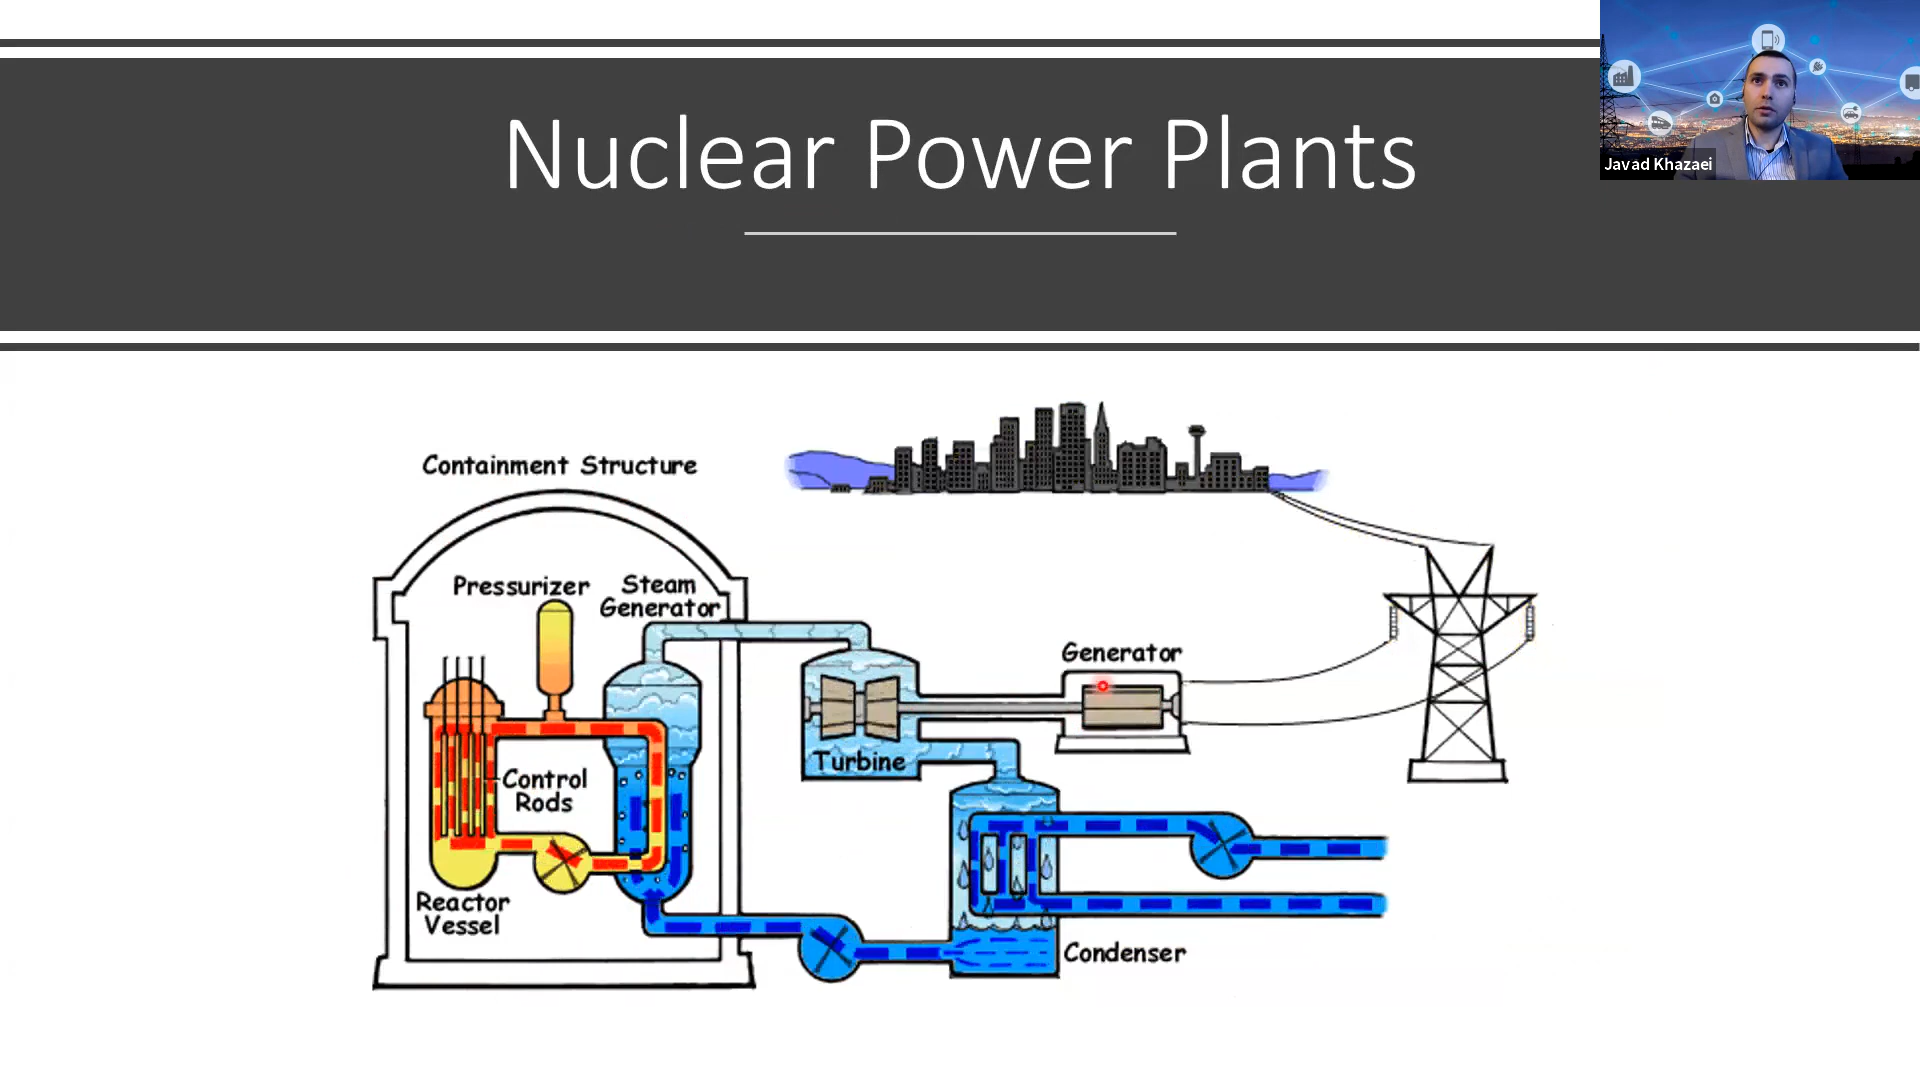 Nuclear Power Plants
Javad Khazaei
Containment Structure
Pressurizer
Steam
Generator
Generator
Turbine
Control
Rods
Reactor
Vessel
Condenser